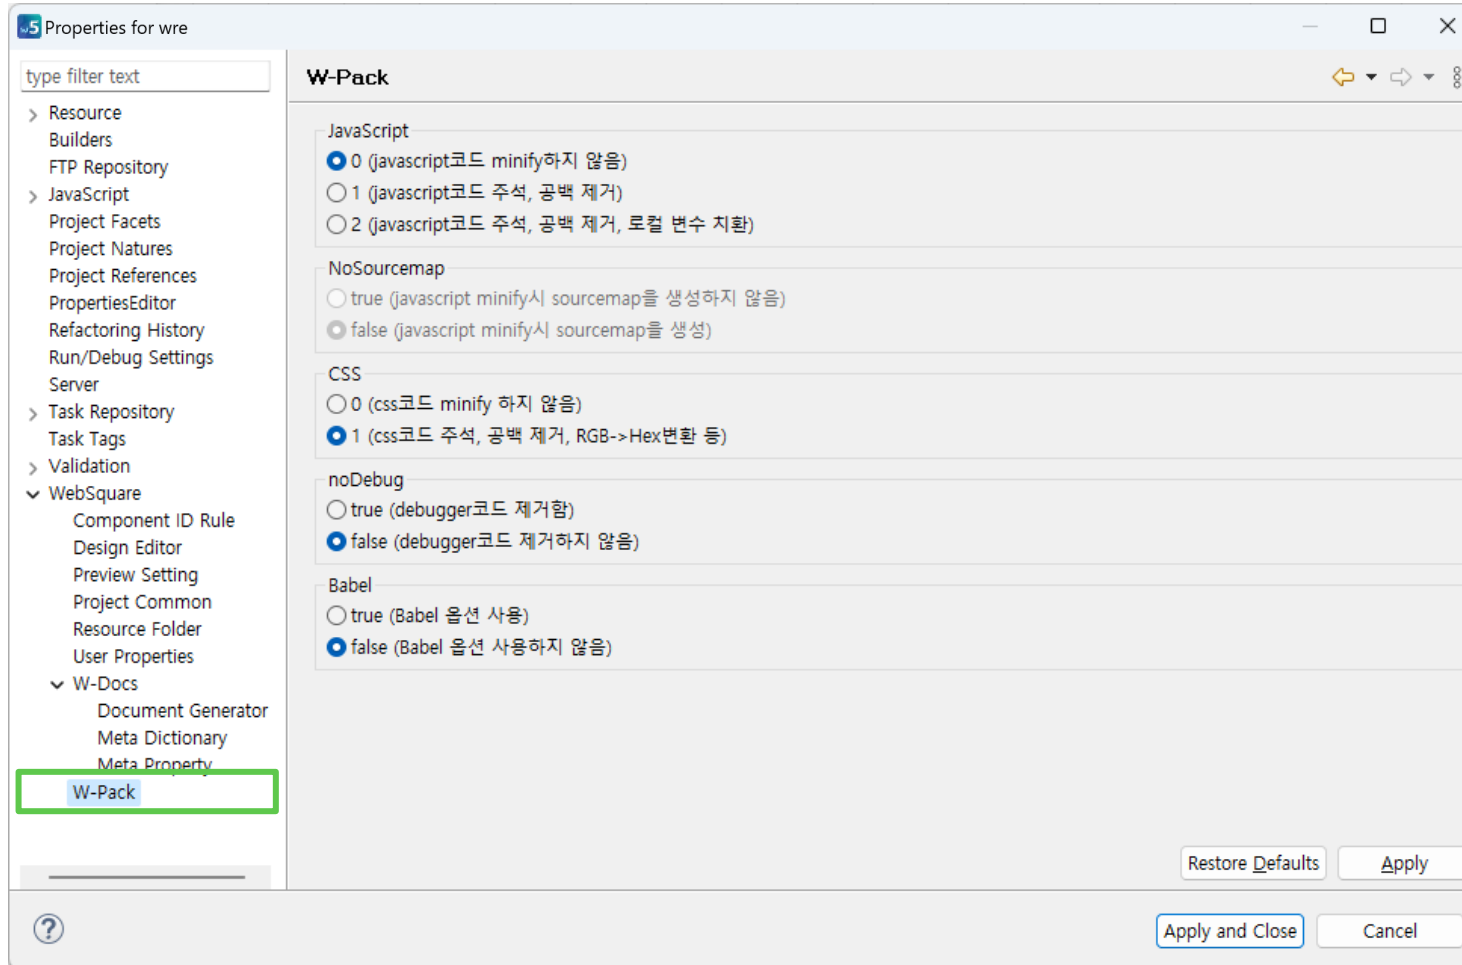 W5 Properties for wre
type filter text
Resource
Builders
FTP Repository
JavaScript
Project Facets
Project Natures
Project References
PropertiesEditor
Refactoring History
Run/Debug Settings
Server
Task Repository
Task Tags
Validation
WebSquare
Component ID Rule
Design Editor
Preview Setting
Project Common
Resource Folder
User Properties
W-Docs
Document Generator
Meta Dictionary
Meta Property
W-Pack
W-Pack
JavaScript
0 (javascript코드 minify하지 않음)
1 (javascript코드 주석, 공백 제거)
2 (javascript코드 주석, 공백 제거, 로컬 변수 치환)
NoSourcemap
true (javascript minify시 sourcemap을 생성하지 않음)
false (javascript minify시 sourcemap을 생성)
CSS
0 (css코드 minify 하지 않음)
1 (css코드 주석, 공백 제거, RGB->Hex변환 등)
noDebug
true (debugger코드 제거함)
false (debugger코드 제거하지 않음)
Babel
true (Babel 옵션 사용)
false (Babel 옵션 사용하지 않음)
Restore Defaults
Apply
?
Apply and Close
Cancel